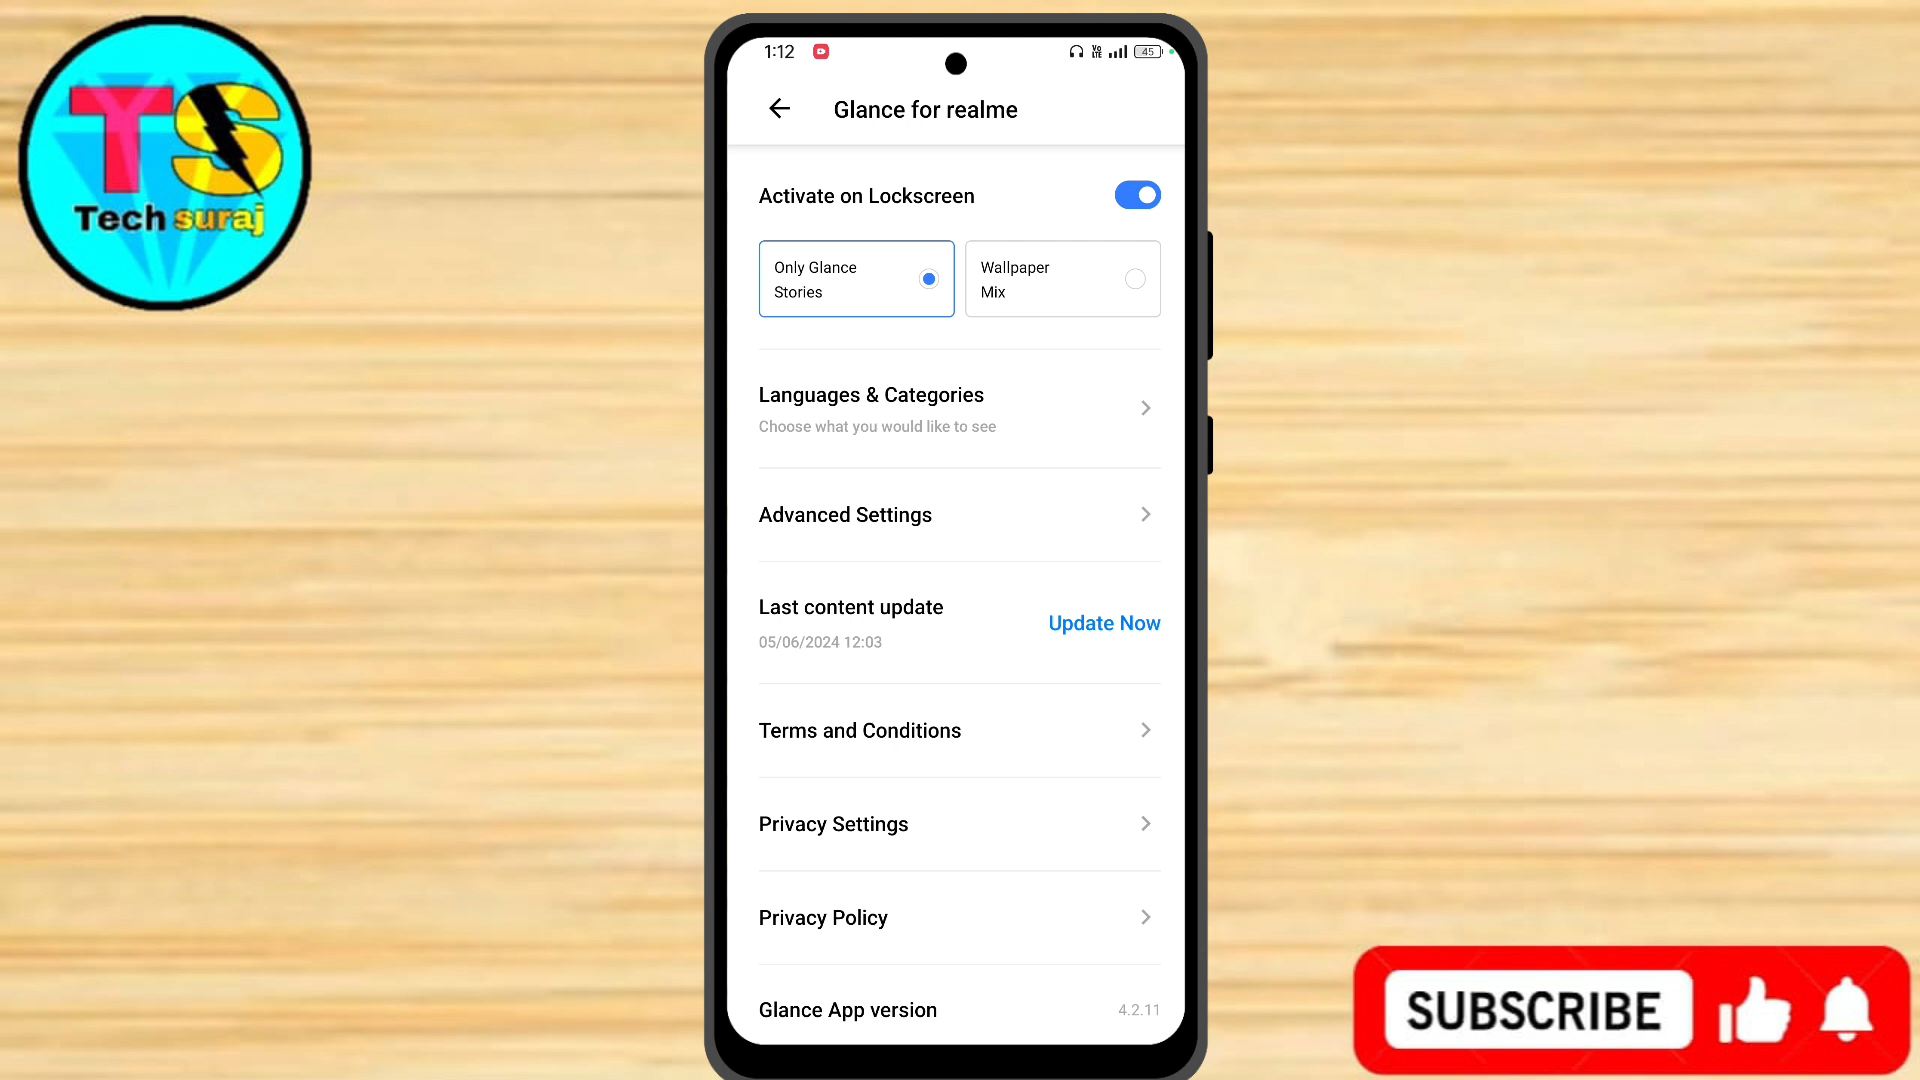 TS
Tech suraj
1:12
Vo LTE
45
Glance for realme
Activate on Lockscreen
Only Glance
Stories
Wallpaper
Mix
Languages & Categories
Choose what you would like to see
Advanced Settings
Last content update
05/06/2024 12:03
Update Now
Terms and Conditions
Privacy Settings
Privacy Policy
Glance App version
4.2.11
SUBSCRIBE